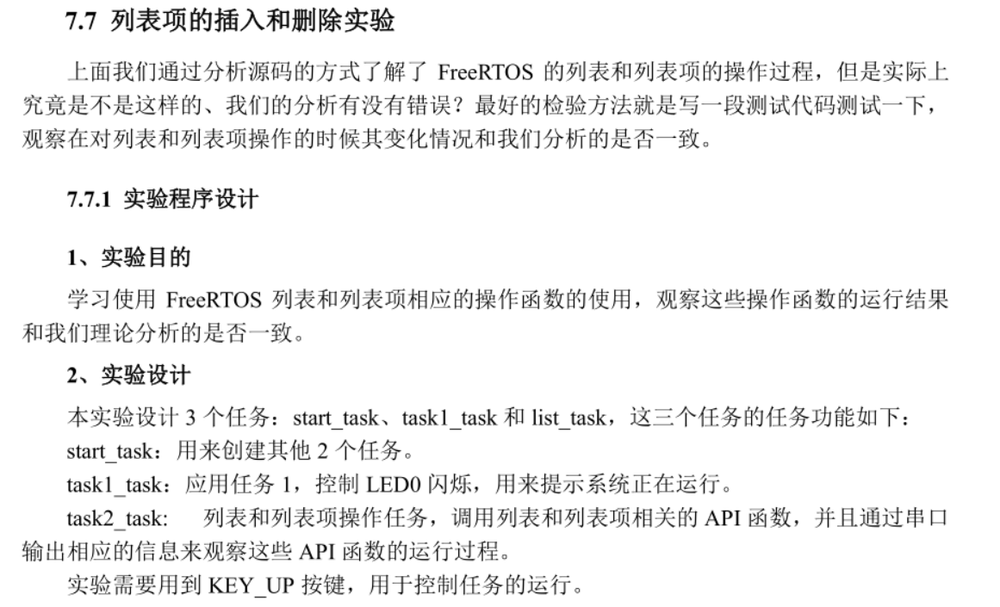 7.7 列表项的插入和删除实验
上面我们通过分析源码的方式了解了 FreeRTOS 的列表和列表项的操作过程，但是实际上
究竟是不是这样的、我们的分析有没有错误？最好的检验方法就是写一段测试代码测试一下，
观察在对列表和列表项操作的时候其变化情况和我们分析的是否一致。
7.7.1 实验程序设计
1、实验目的
学习使用 FreeRTOS 列表和列表项相应的操作函数的使用，观察这些操作函数的运行结果
和我们理论分析的是否一致。
2、实验设计
本实验设计 3 个任务：start_task、task1_task 和 list_task，这三个任务的任务功能如下：
start_task：用来创建其他 2 个任务。
task1_task：应用任务 1，控制 LED0 闪烁，用来提示系统正在运行。
task2_task: 列表和列表项操作任务，调用列表和列表项相关的 API 函数，并且通过串口
输出相应的信息来观察这些 API 函数的运行过程。
实验需要用到 KEY_UP 按键，用于控制任务的运行。